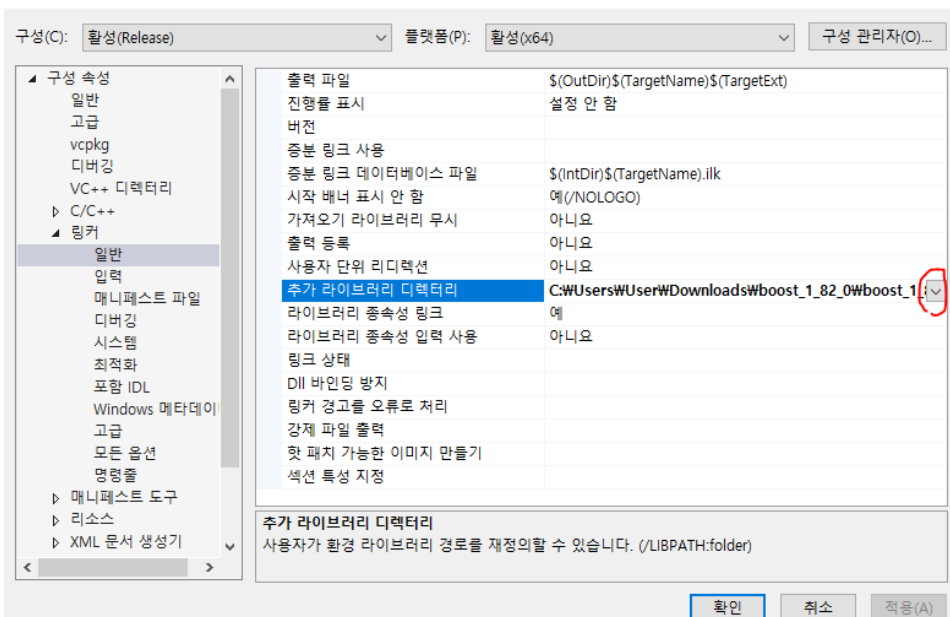 구성(C): 활성(Release) 플랫폼(P): 활성(x64) 구성 관리자(O)...
구성 속성
일반
고급
vcpkg
디버깅
VC++ 디렉터리
C/C++
링커
일반
입력
매니페스트 파일
디버깅
시스템
최적화
포함 IDL
Windows 메타데이
고급
모든 옵션
명령줄
매니페스트 도구
리소스
XML 문서 생성기
출력 파일 $(OutDir)$(TargetName)$(TargetExt)
진행률 표시 설정 안 함
버전
증분 링크 사용
증분 링크 데이터베이스 파일 $(IntDir)$(TargetName).ilk
시작 배너 표시 안 함 예(/NOLOGO)
가져오기 라이브러리 무시 아니요
출력 등록 아니요
사용자 단위 리디렉션 아니요
추가 라이브러리 디렉터리 C:₩Users₩User₩Downloads₩boost_1_82_0₩boost_1_
라이브러리 종속성 링크 예
라이브러리 종속성 입력 사용 아니요
링크 상태
Dll 바인딩 방지
링커 경고를 오류로 처리
강제 파일 출력
핫 패치 가능한 이미지 만들기
섹션 특성 지정
추가 라이브러리 디렉터리
사용자가 환경 라이브러리 경로를 재정의할 수 있습니다. (/LIBPATH:folder)
확인 취소 적용(A)